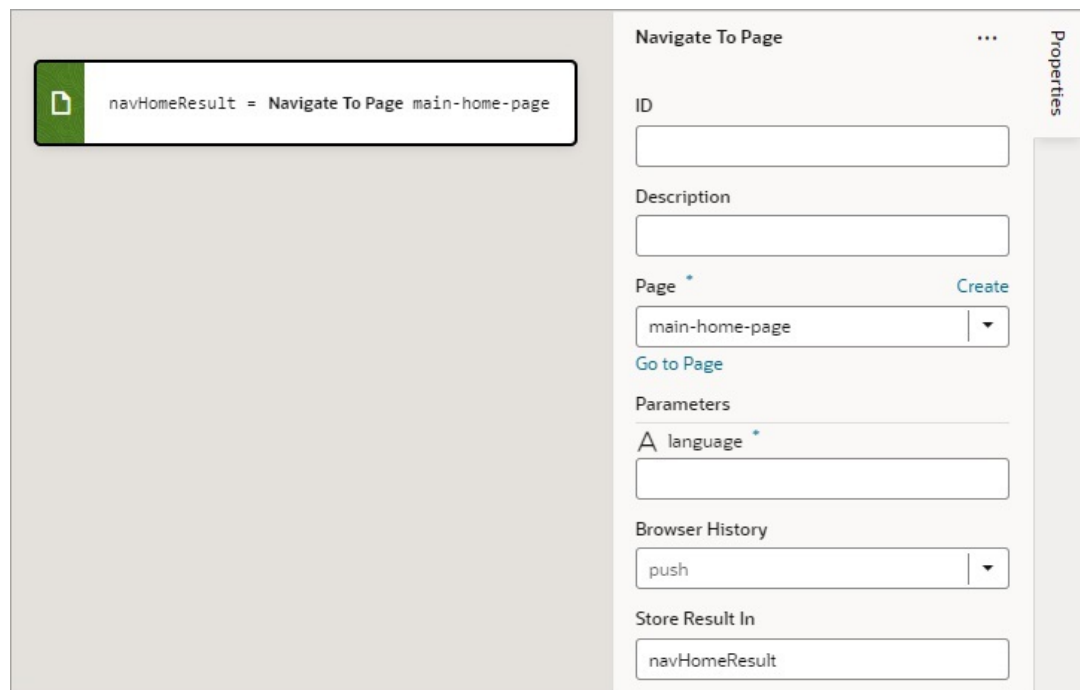 navHomeResult = Navigate To Page main-home-page
Navigate To Page
Properties
ID
Description
Page * Create
main-home-page
Go to Page
Parameters
A language *
Browser History
push
Store Result In
navHomeResult